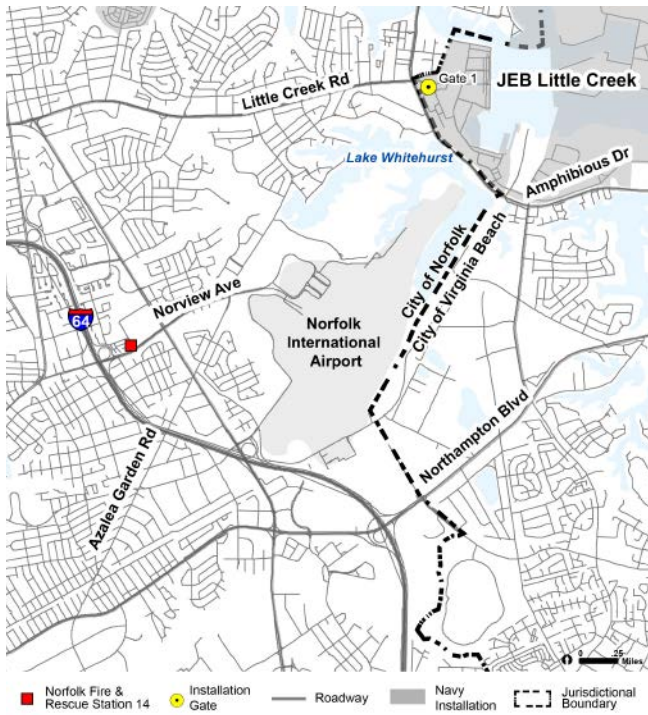 Little Creek Rd
Gate 1
JEB Little Creek
Lake Whitehurst
Amphibious Dr
City of Norfolk
City of Virginia Beach
Norview Ave
64
Norfolk
International
Airport
Northampton Blvd
Azalea Garden Rd
0 .25
Miles
Norfolk Fire &
Rescue Station 14
Installation
Gate
Roadway
Navy
Installation
Jurisdictional
Boundary